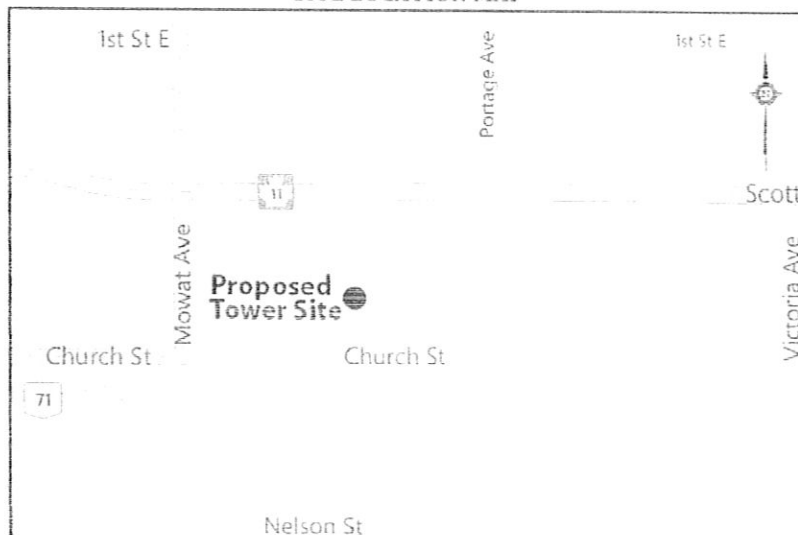 1st St E
Portage Ave
1st St E
11
Scott
Mowat Ave
Victoria Ave
Proposed
Tower Site
Church St
Church St
71
Nelson St